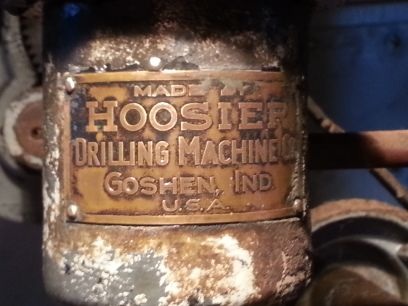 MADE BY
HOOSIER
DRILLING MACHINE Co.
GOSHEN, IND
U.S.A.